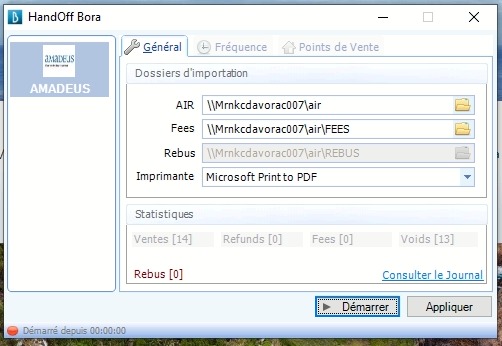 HandOff Bora
Général
Fréquence
Points de Vente
amadeus
AMADEUS
Dossiers d'importation
AIR
\\Mrnkcdavorac007\air
Fees
\\Mrnkcdavorac007\air\FEES
Rebus
\\Mrnkcdavorac007\air\REBUS
Imprimante
Microsoft Print to PDF
Statistiques
Ventes [14]
Refunds [0]
Fees [0]
Voids [13]
Rebus [0]
Consulter le Journal
Démarrer
Appliquer
Démarré depuis 00:00:00